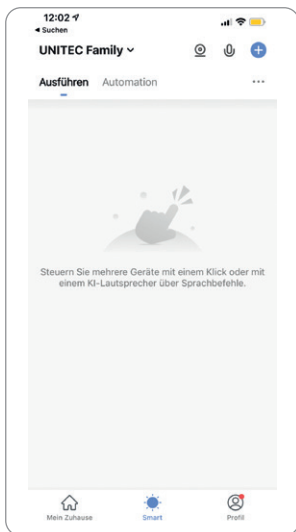 12:02
Suchen
UNITEC Family
Ausführen Automation
Steuern Sie mehrere Geräte mit einem Klick oder mit
einem KI-Lautsprecher über Sprachbefehle.
Mein Zuhause Smart Profil